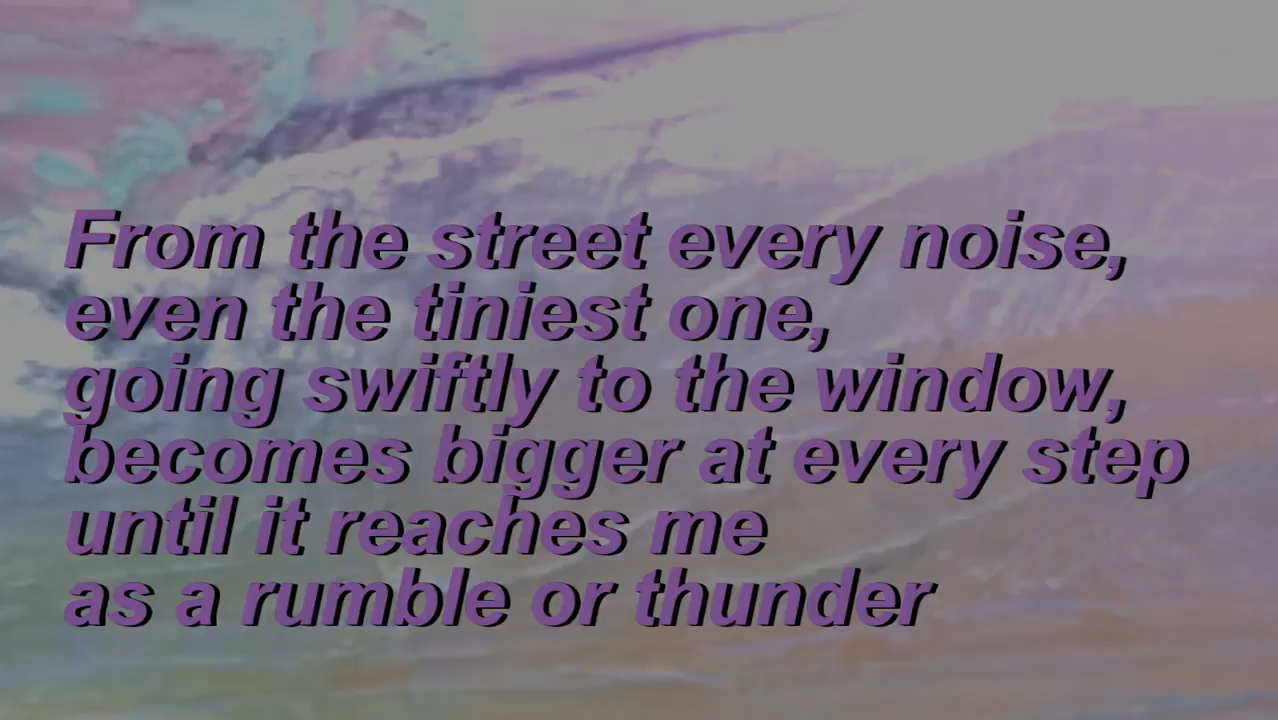 From the street every noise,
even the tiniest one,
going swiftly to the window,
becomes bigger at every step
until it reaches me
as a rumble or thunder